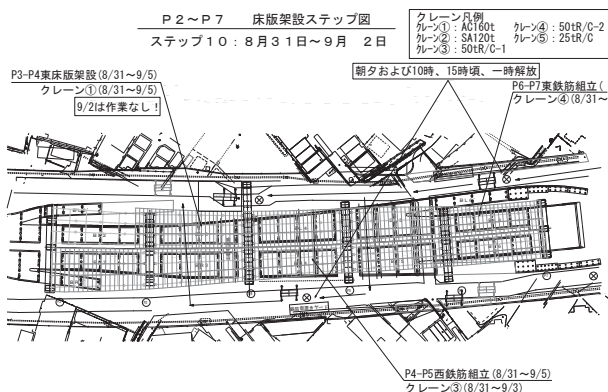 P2～P7　床版架設ステップ図
ステップ10：8月31日～9月 2日
クレーン凡例
クレーン①：AC160t　クレーン④：50tR/C-2
クレーン②：SA120t　クレーン⑤：25tR/C
クレーン③：50tR/C-1
P3-P4東床版架設(8/31～9/5)
クレーン①(8/31～9/5)
9/2は作業なし！
朝夕および10時、15時頃、一時解放
P6-P7東鉄筋組立(
クレーン④(8/31～
P4-P5西鉄筋組立(8/31～9/5)
クレーン③(8/31～9/3)